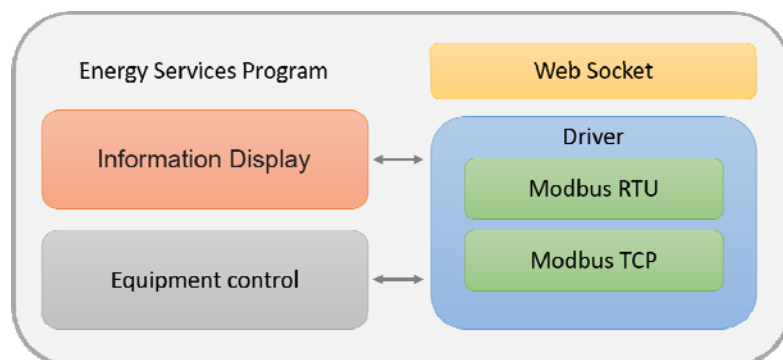 Energy Services Program
Web Socket
Information Display
Driver
Modbus RTU
Equipment control
Modbus TCP